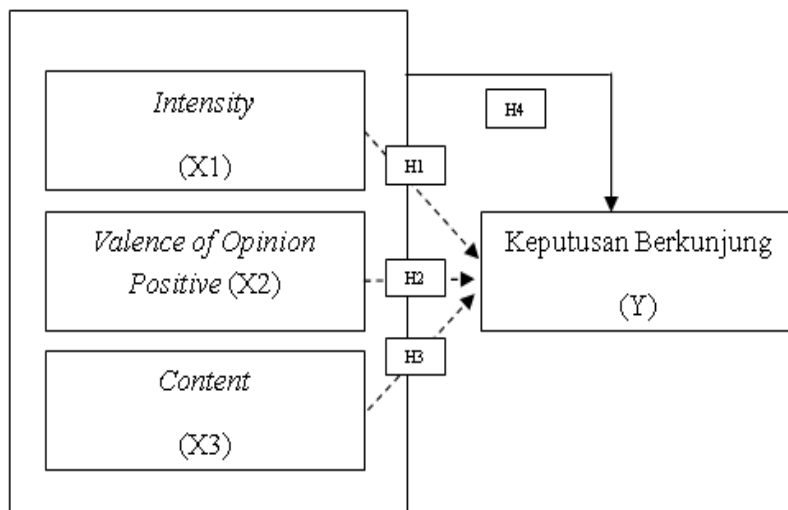 Intensity
(X1)
H1
H4
Valence of Opinion
Positive (X2)
H2
Keputusan Berkunjung
(Y)
Content
(X3)
H3